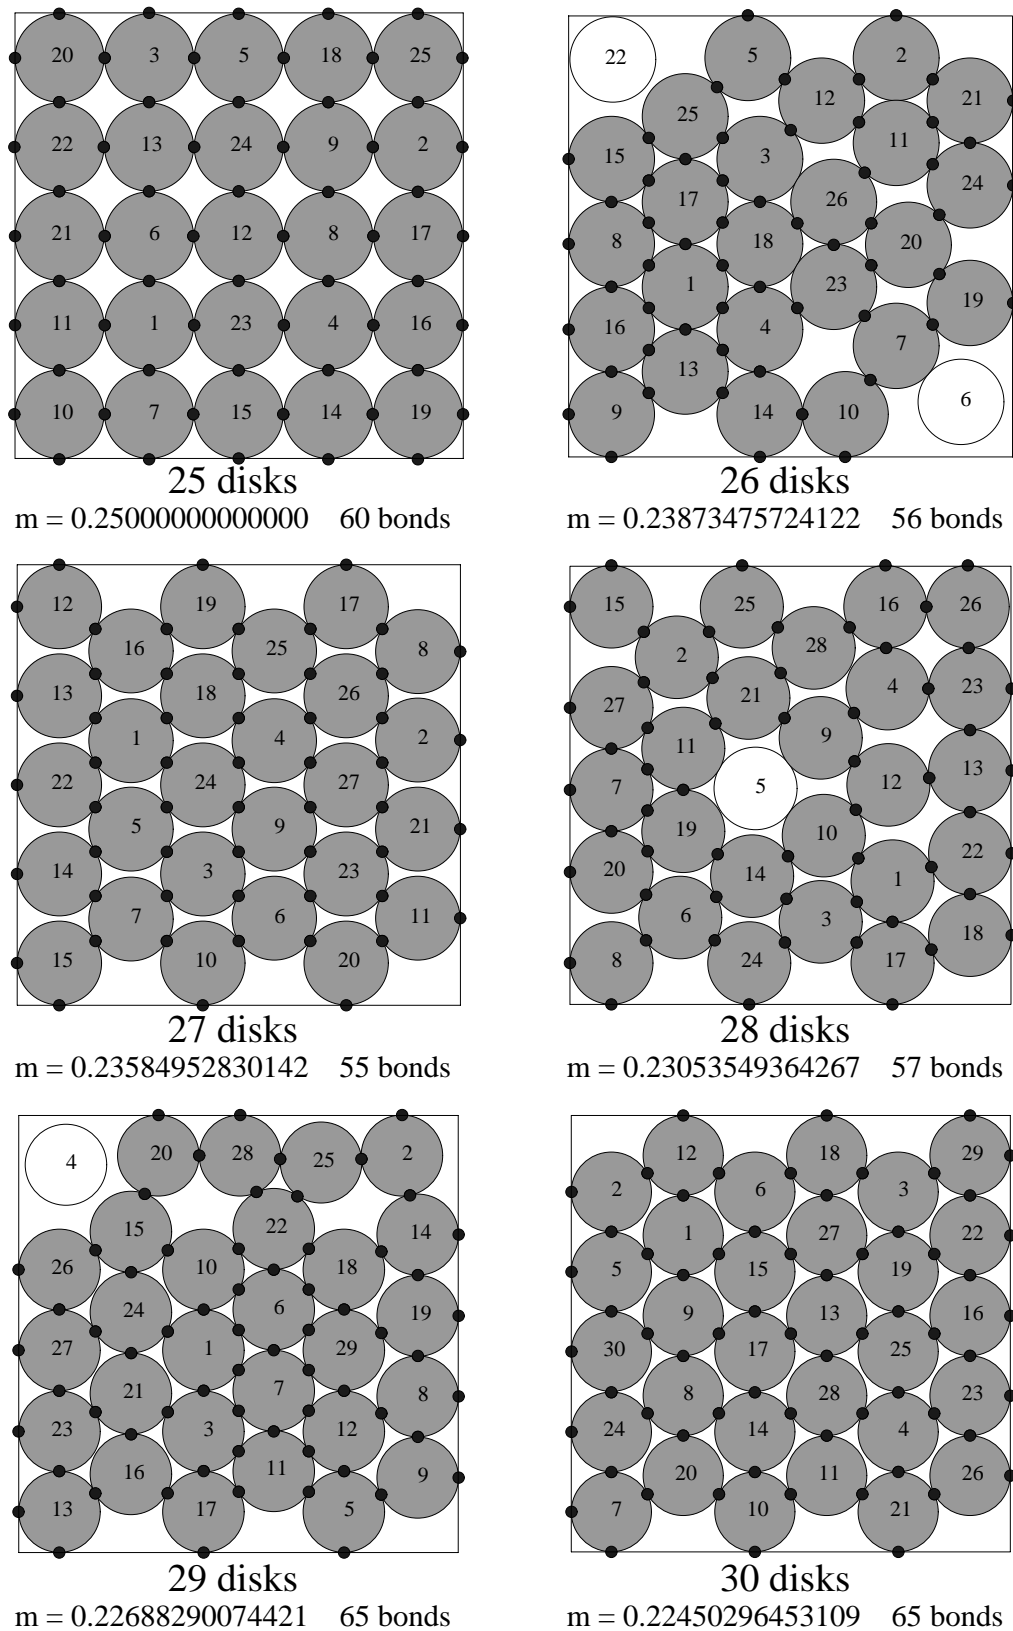 20 3 5 18 25
22 13 24 9 2
21 6 12 8 17
11 1 23 4 16
10 7 15 14 19
25 disks
m = 0.25000000000000 60 bonds
22 5 2
25 12 21
15 3 11
17 26 24
8 18 20
1 23 19
16 4 7
13 6
9 14 10
26 disks
m = 0.23873475724122 56 bonds
12 19 17
16 25 8
13 18 26
1 4 2
22 24 27
5 9 21
14 3 23
7 6 11
15 10 20
27 disks
m = 0.23584952830142 55 bonds
15 25 16 26
2 28
27 21 4 23
11 9
7 5 12 13
19 10
20 14 1 22
6 3 18
8 24 17
28 disks
m = 0.23053549364267 57 bonds
4 20 28 25 2
15 22 14
26 10 18
24 6 19
27 1 29
21 7 8
23 3 12
16 11 9
13 17 5
29 disks
m = 0.22688290074421 65 bonds
12 18 29
2 6 3
1 27 22
5 15 19
9 13 16
30 17 25
8 28 23
24 14 4
20 11 26
7 10 21
30 disks
m = 0.22450296453109 65 bonds